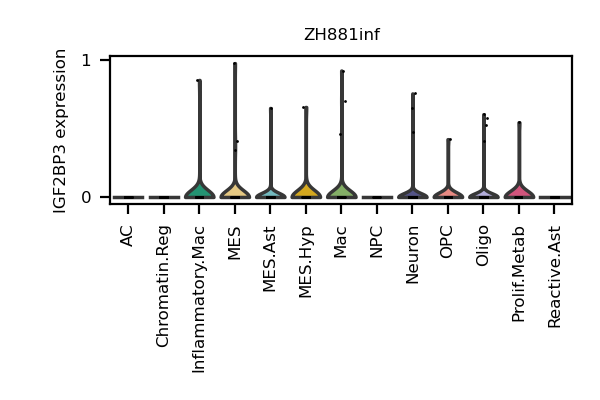 ZH881inf
IGF2BP3 expression
1
0
AC
Chromatin.Reg
Inflammatory.Mac
MES
MES.Ast
MES.Hyp
Mac
NPC
Neuron
OPC
Oligo
Prolif.Metab
Reactive.Ast